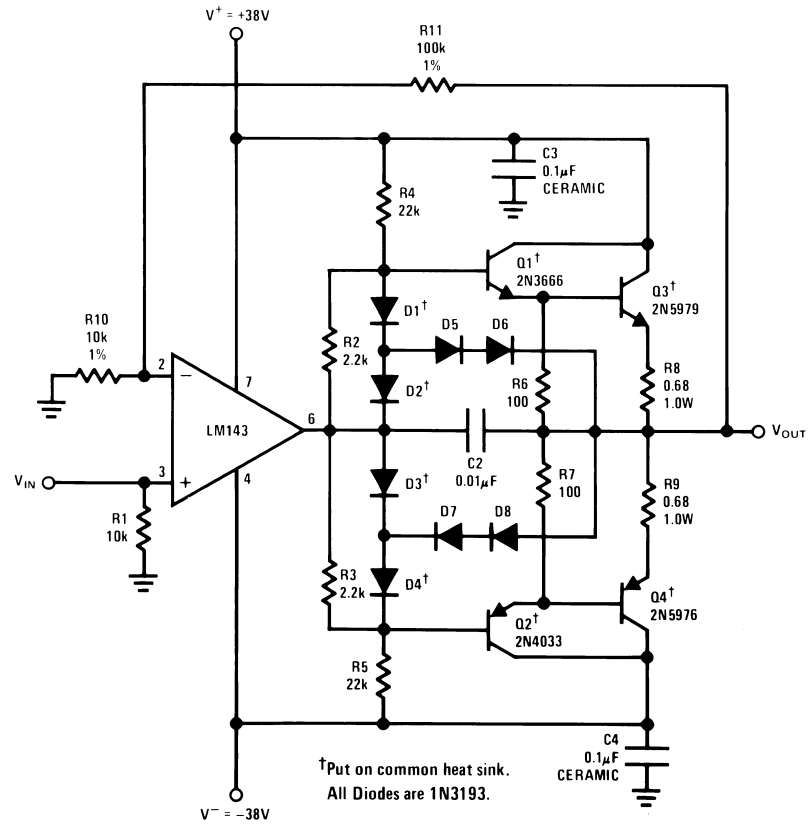 V+ = +38V
R11
100k
1%
C3
0.1µF
CERAMIC
R4
22k
Q1†
2N3666
Q3†
2N5979
D1†
D5
D6
R10
10k
1%
R2
2.2k
R6
100
R8
0.68
1.0W
2
7
D2†
6
LM143
VOUT
C2
0.01µF
3
4
VIN
R1
10k
D3†
R7
100
R9
0.68
1.0W
D7
D8
R3
2.2k
D4†
Q2†
2N4033
Q4†
2N5976
R5
22k
C4
0.1µF
CERAMIC
†Put on common heat sink.
All Diodes are 1N3193.
V− = −38V